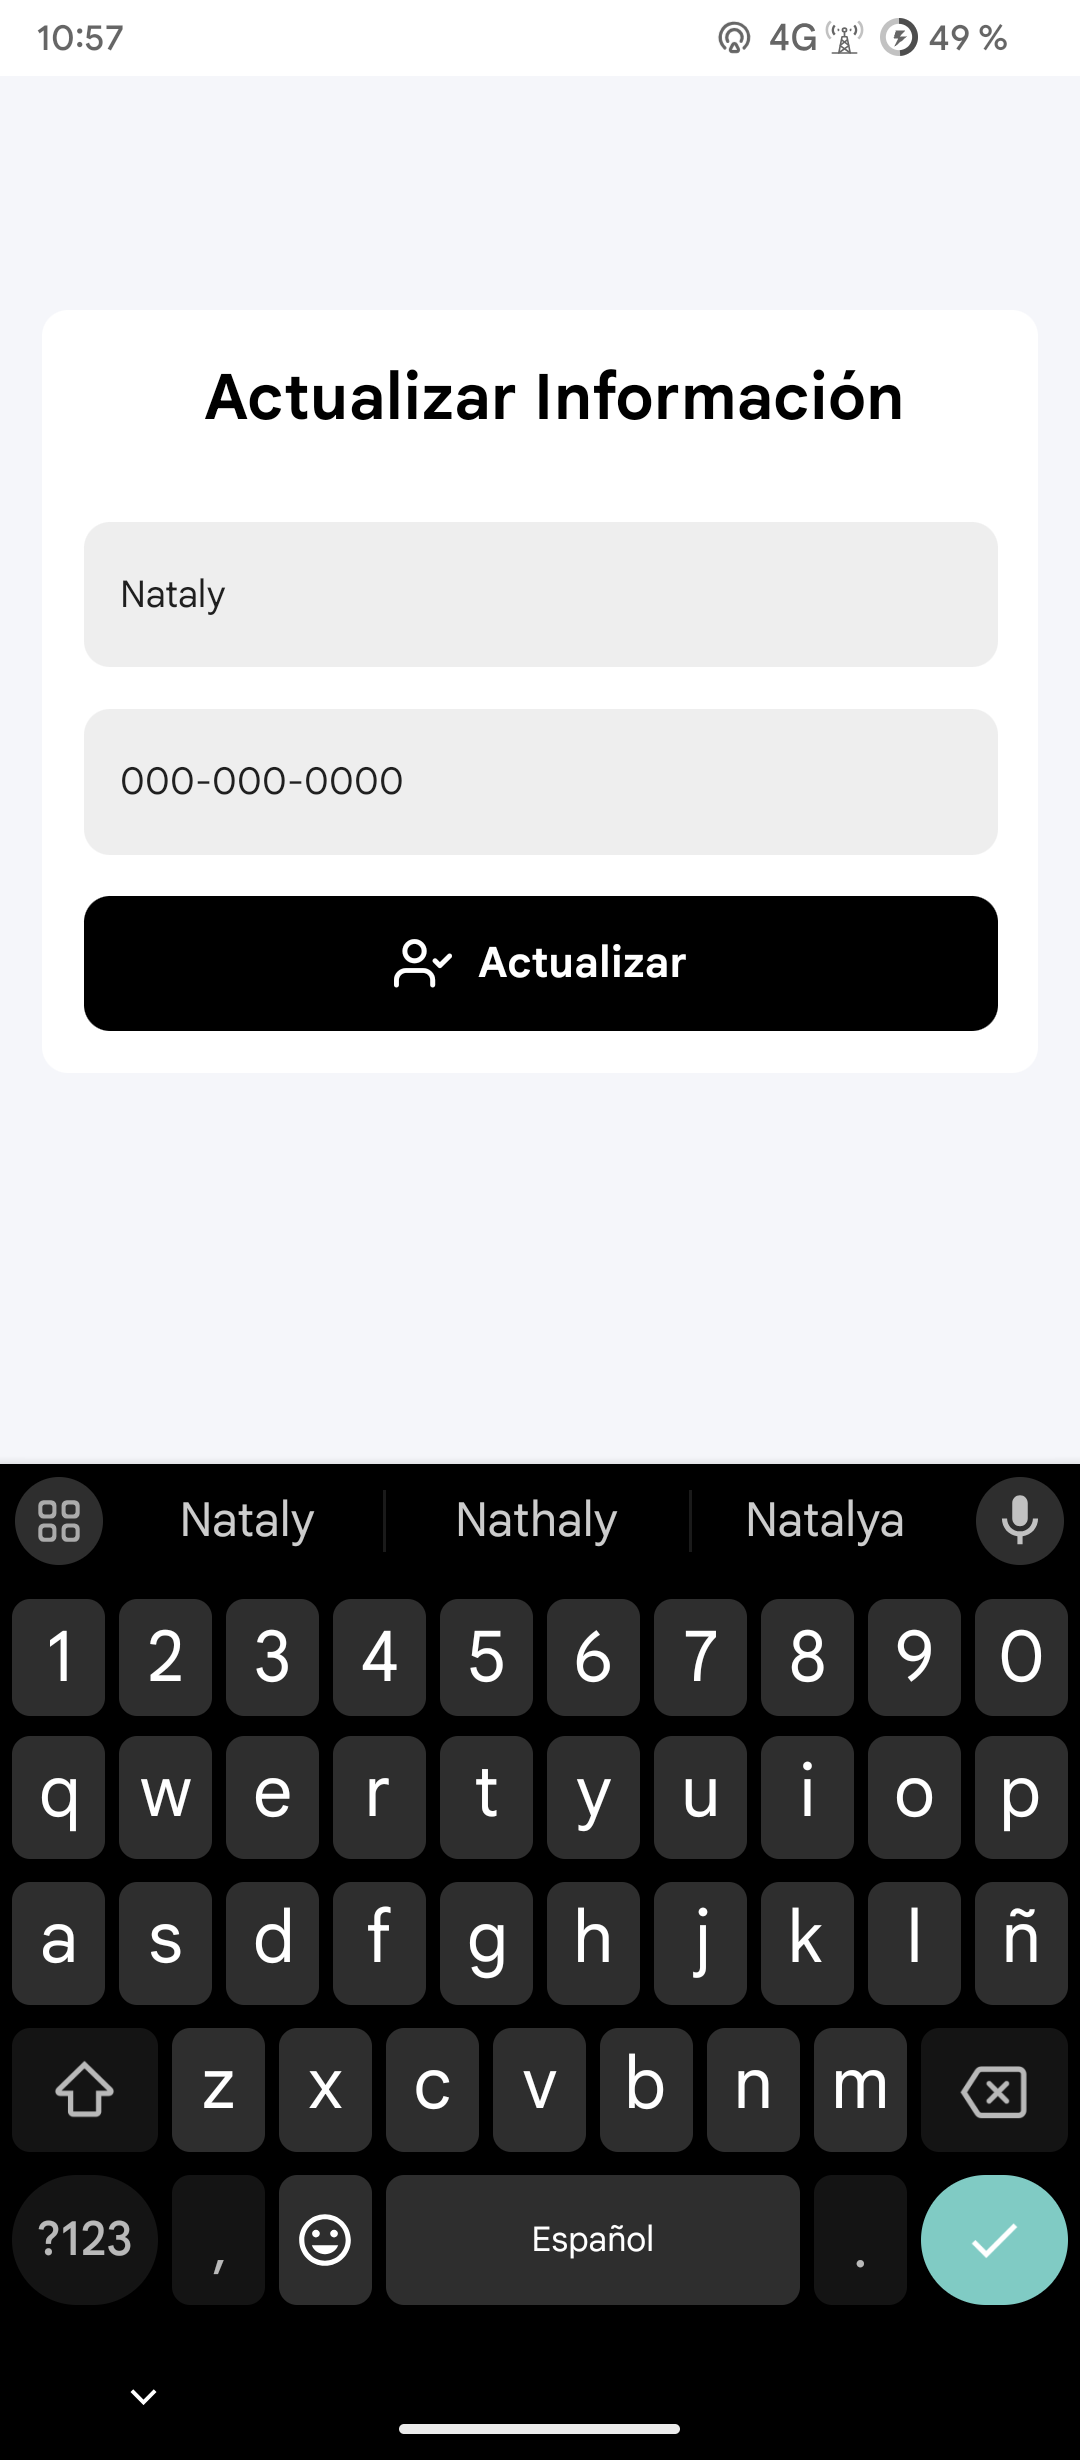 10:57 4G 49 %
Actualizar Información
Nataly
000-000-0000
Actualizar
Nataly Nathaly Natalya
1 2 3 4 5 6 7 8 9 0
q w e r t y u i o p
a s d f g h j k l ñ
z x c v b n m
?123 , Español .